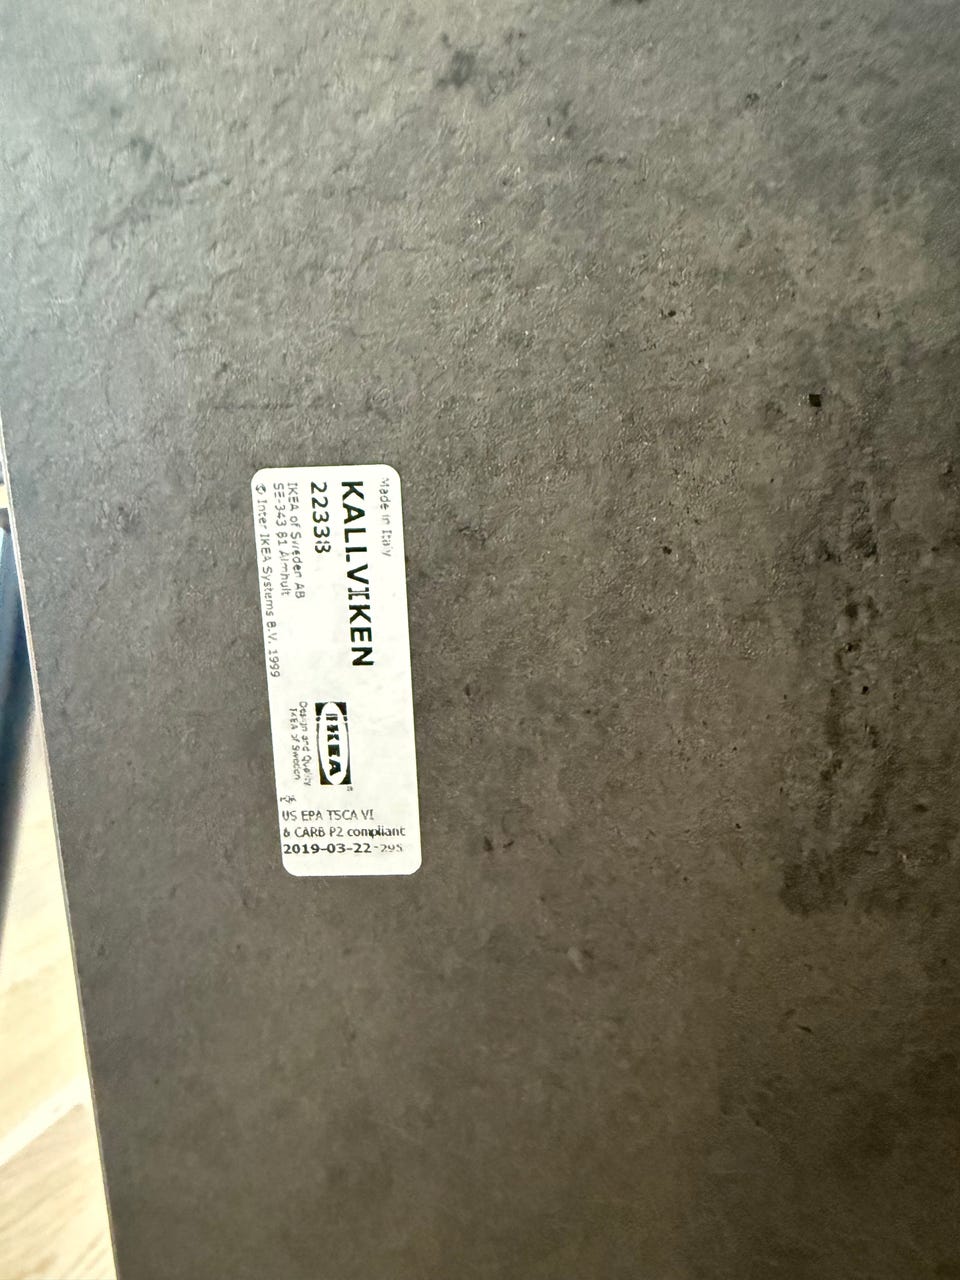 Made in Italy
KALLVIKEN
22338
IKEA of Sweden AB
SE-343 81 Älmhult
© Inter IKEA Systems B.V. 1999
IKEA®
Design and Quality
IKEA of Sweden
US EPA TSCA VI
& CARB P2 compliant
2019-03-22-295